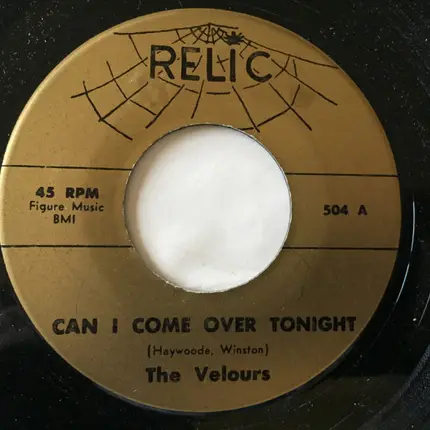 RELIC
45 RPM
Figure Music
BMI
504 A
CAN I COME OVER TONIGHT
(Haywoode, Winston)
The Velours